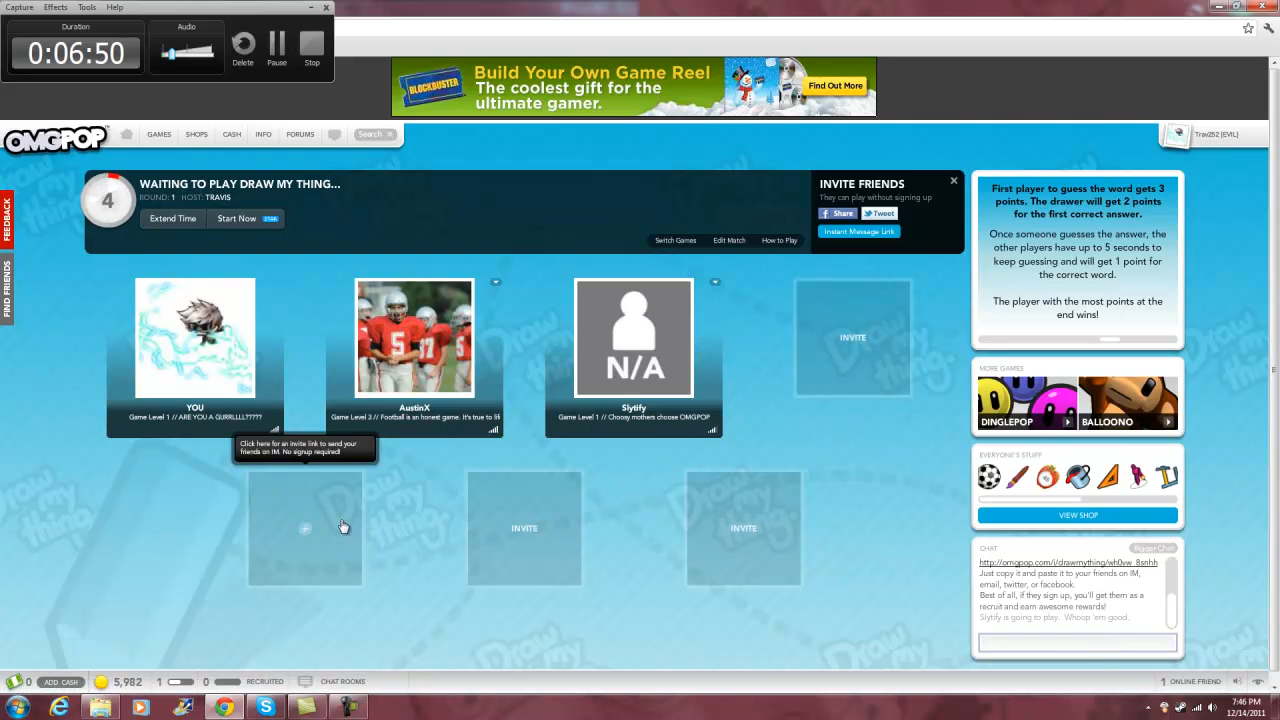 Capture Effects Tools Help
Duration
0:06:50
Audio
Delete Pause Stop
BLOCKBUSTER
Build Your Own Game Reel
The coolest gift for the
ultimate gamer.
Find Out More
OMGPOP
GAMES SHOPS CASH INFO FORUMS
Search
Trav252 [EVIL]
FEEDBACK
FIND FRIENDS
4
WAITING TO PLAY DRAW MY THING...
ROUND: 1 HOST: TRAVIS
Extend Time Start Now STAR
Switch Games Edit Match How to Play
INVITE FRIENDS
They can play without signing up
Share Tweet
Instant Message Link
First player to guess the word gets 3
points. The drawer will get 2 points
for the first correct answer.
Once someone guesses the answer, the
other players have up to 5 seconds to
keep guessing and will get 1 point for
the correct word.
The player with the most points at the
end wins!
5
N/A
INVITE
YOU
Game Level 1 // ARE YOU A GURRLLLL?????
AustinX
Game Level 3 // Football is an honest game. It's true to lif
Slytify
Game Level 1 // Choosy mothers choose OMGPOP
Click here for an invite link to send your
friends on IM. No signup required!
INVITE
INVITE
MORE GAMES
DINGLEPOP
BALLOONO
EVERYONE'S STUFF
VIEW SHOP
CHAT
Bigger Chat
http://omgpop.com/i/drawmything/wh0vw_8snhh
Just copy it and paste it to your friends on IM,
email, twitter, or facebook.
Best of all, if they sign up, you'll get them as a
recruit and earn awesome rewards!
Slytify is going to play. Whoop 'em good.
0 ADD CASH 5,982 1 0 RECRUITED CHAT ROOMS
1 ONLINE FRIEND
7:46 PM
12/14/2011